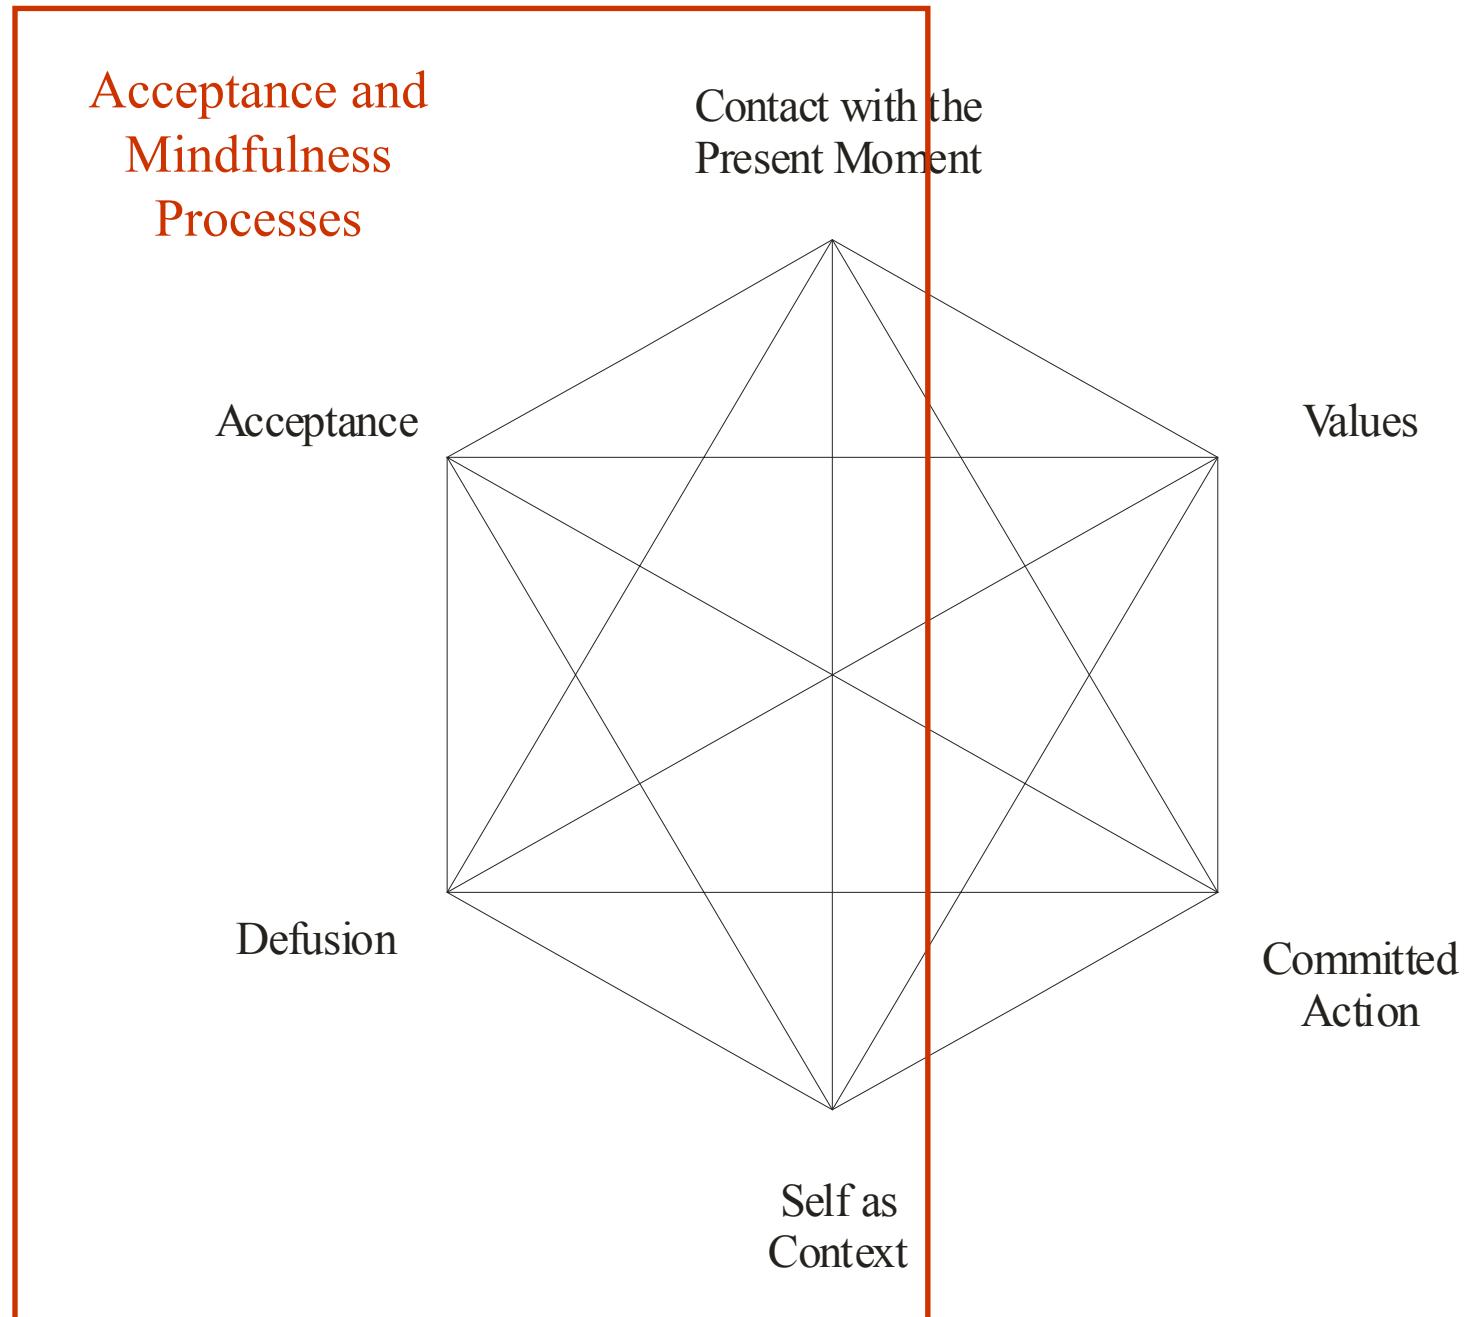 Acceptance and
Mindfulness
Processes
Contact with the
Present Moment
Acceptance
Values
Defusion
Committed
Action
Self as
Context